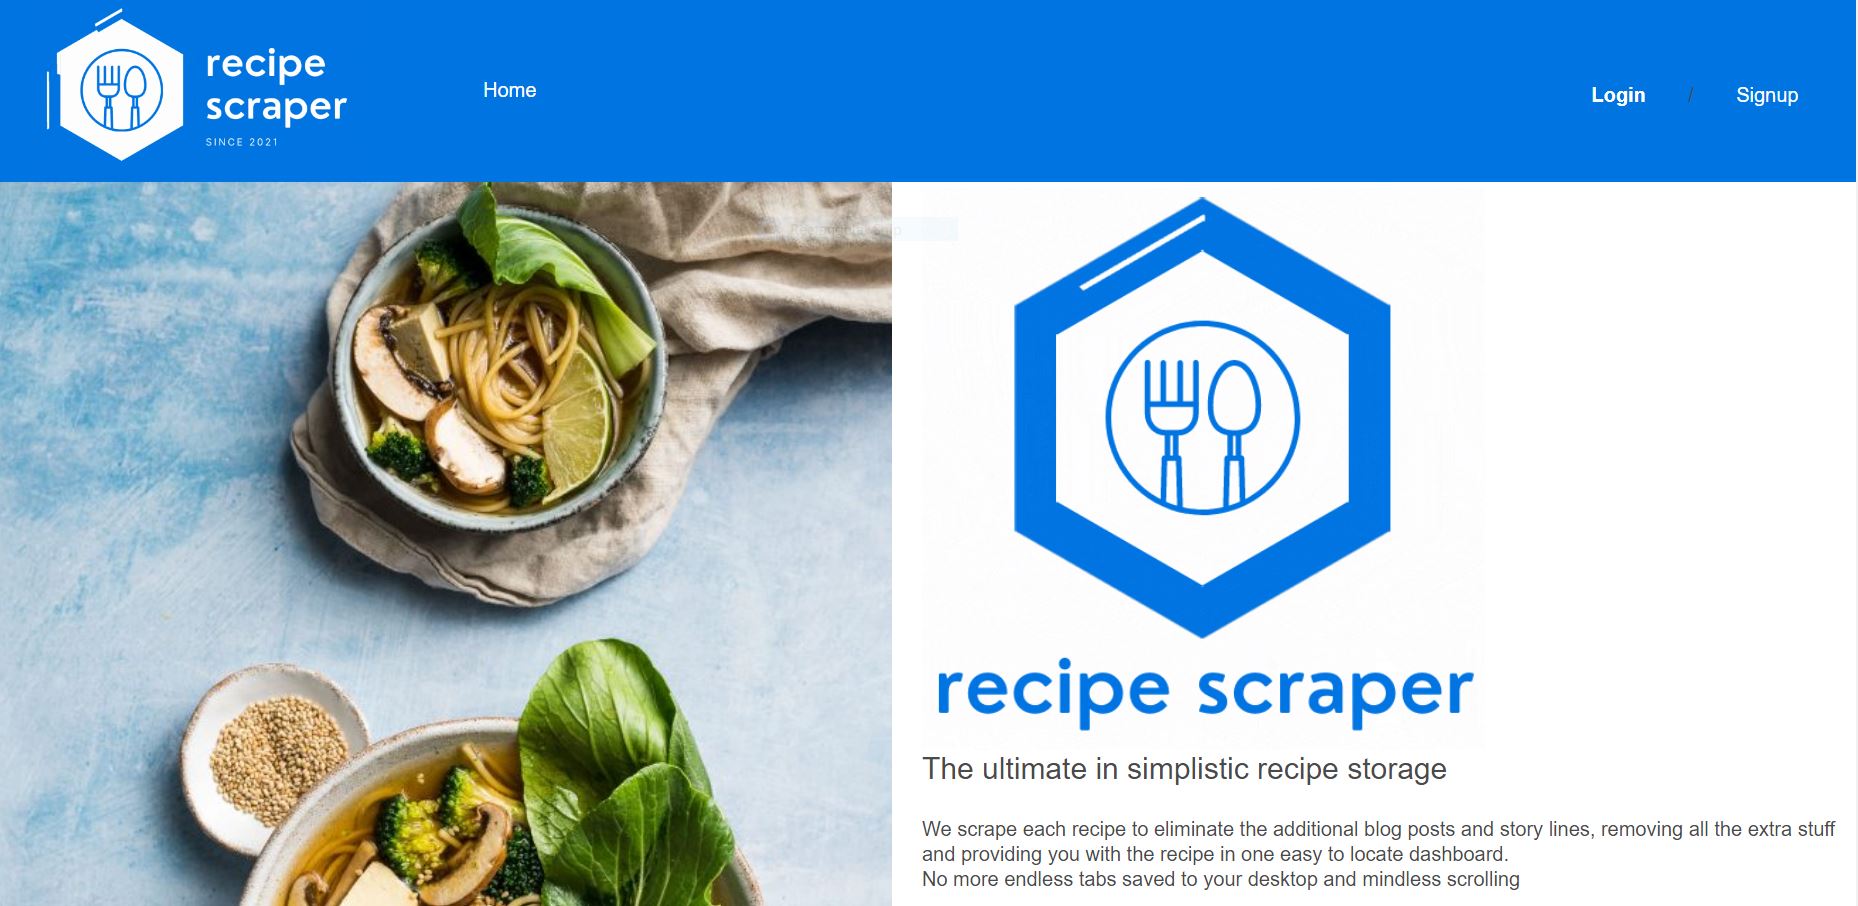 recipe
scraper
SINCE 2021
Home
Login / Signup
recipe scraper
The ultimate in simplistic recipe storage
We scrape each recipe to eliminate the additional blog posts and story lines, removing all the extra stuff
and providing you with the recipe in one easy to locate dashboard.
No more endless tabs saved to your desktop and mindless scrolling